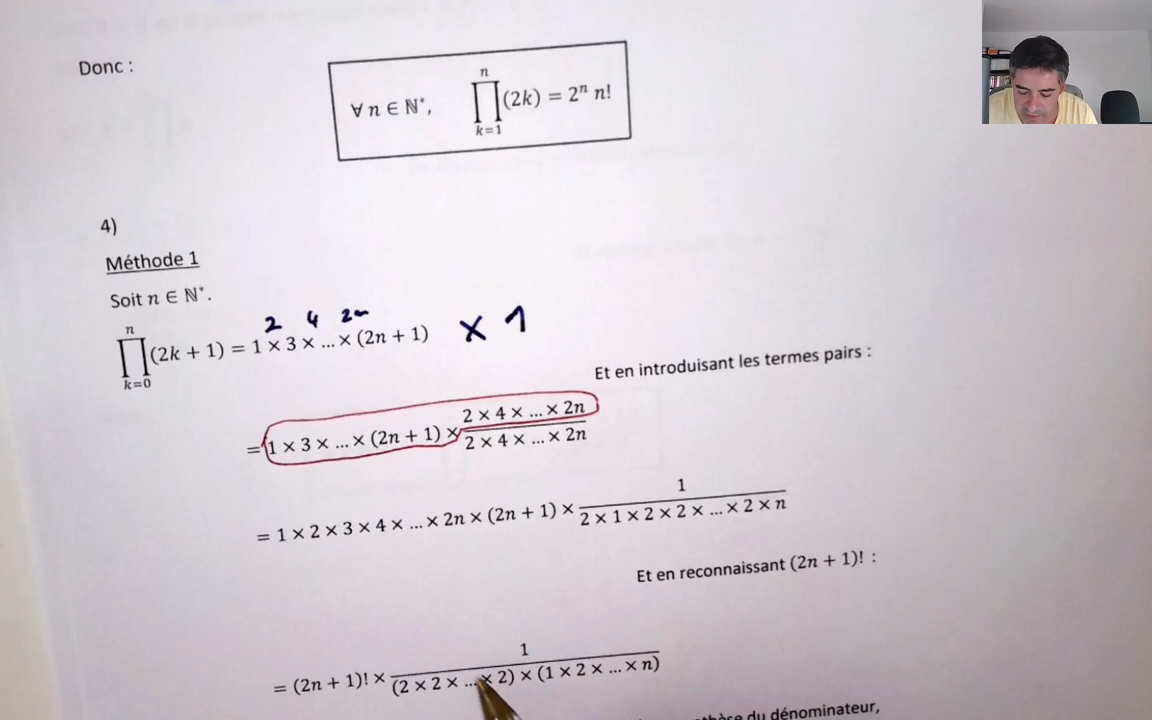 Donc :
∀ n ∈ ℕ*, ∏_{k=1}^{n} (2k) = 2ⁿ n!
4)
Méthode 1
Soit n ∈ ℕ*.
2 4 2n
∏_{k=0}^{n} (2k + 1) = 1 × 3 × … × (2n + 1) × 1
Et en introduisant les termes pairs :
= 1 × 3 × … × (2n + 1) × (2 × 4 × … × 2n)/(2 × 4 × … × 2n)
= 1 × 2 × 3 × 4 × … × 2n × (2n + 1) × 1/(2 × 1 × 2 × 2 × … × 2 × n)
Et en reconnaissant (2n + 1)! :
= (2n + 1)! × 1/((2 × 2 × … × 2) × (1 × 2 × … × n))
du dénominateur,